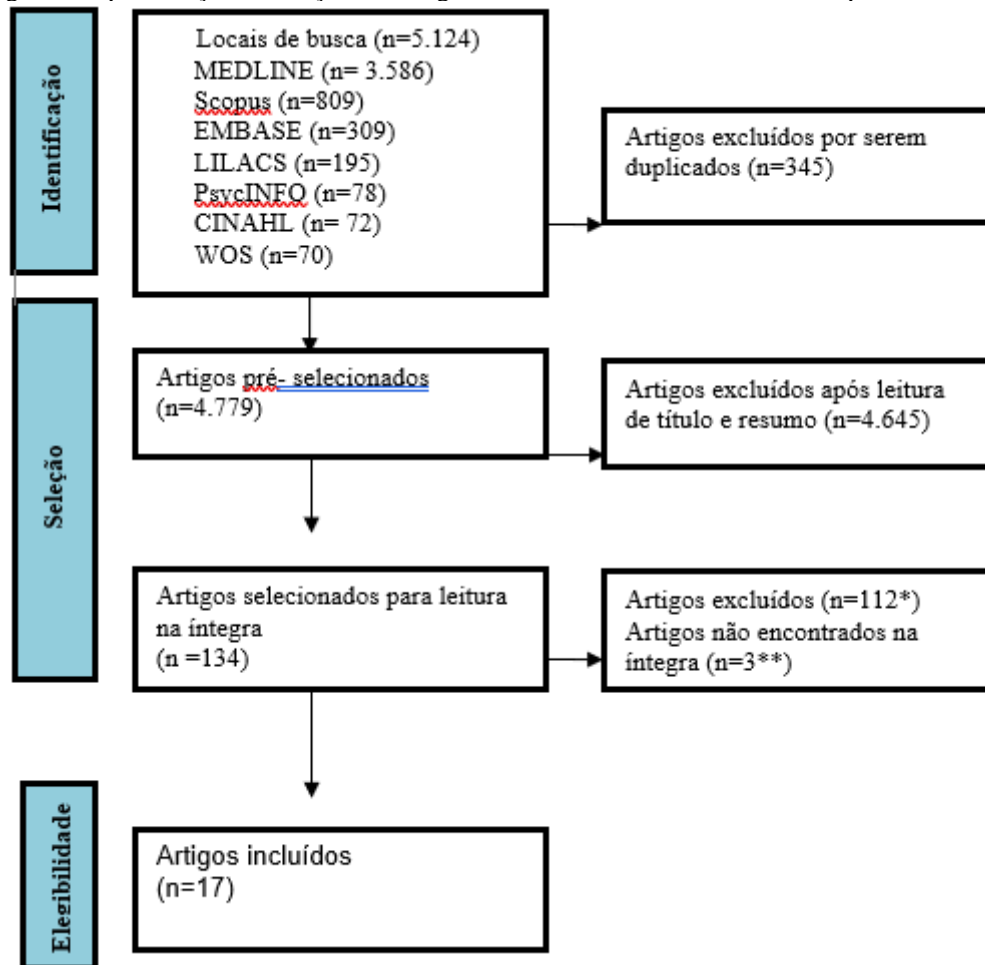 Identificação
Locais de busca (n=5.124)
MEDLINE (n= 3.586)
Scopus (n=809)
EMBASE (n=309)
LILACS (n=195)
PsycINFO (n=78)
CINAHL (n= 72)
WOS (n=70)
Artigos excluídos por serem
duplicados (n=345)
Seleção
Artigos pré- selecionados
(n=4.779)
Artigos excluídos após leitura
de título e resumo (n=4.645)
Artigos selecionados para leitura
na íntegra
(n =134)
Artigos excluídos (n=112*)
Artigos não encontrados na
íntegra (n=3**)
Elegibilidade
Artigos incluídos
(n=17)